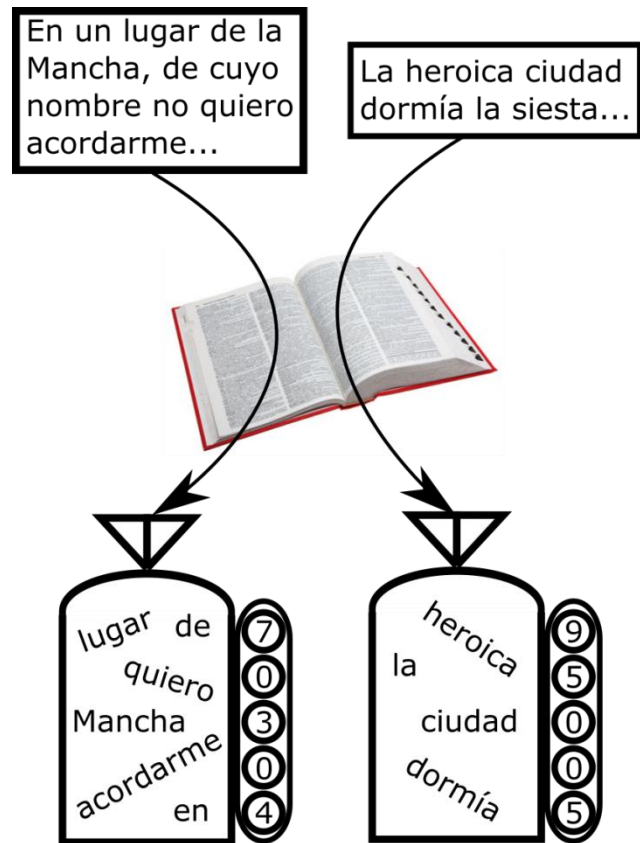 En un lugar de la
Mancha, de cuyo
nombre no quiero
acordarme...
La heroica ciudad
dormía la siesta...
lugar de
quiero
Mancha
acordarme
en
7
0
3
0
4
heroica
la
ciudad
dormía
9
5
0
0
5